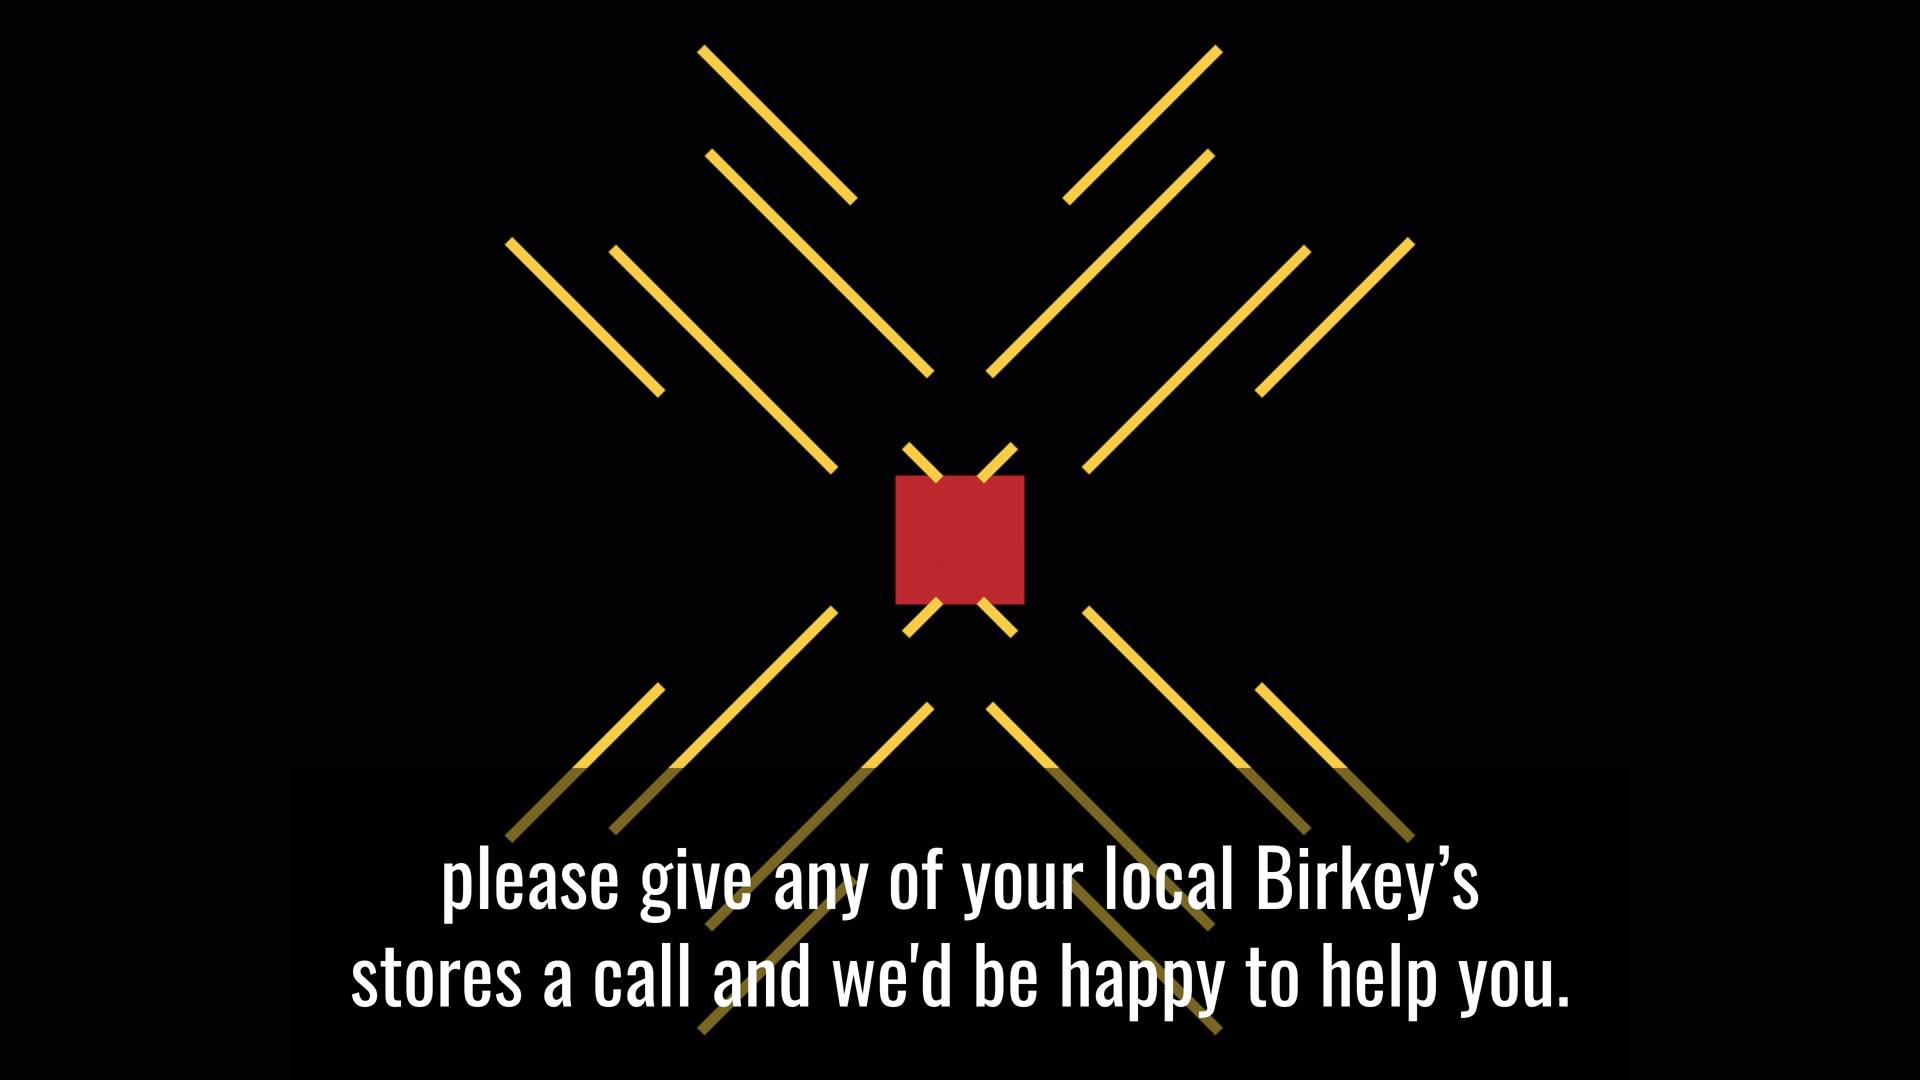 please give any of your local Birkey’s
stores a call and we'd be happy to help you.